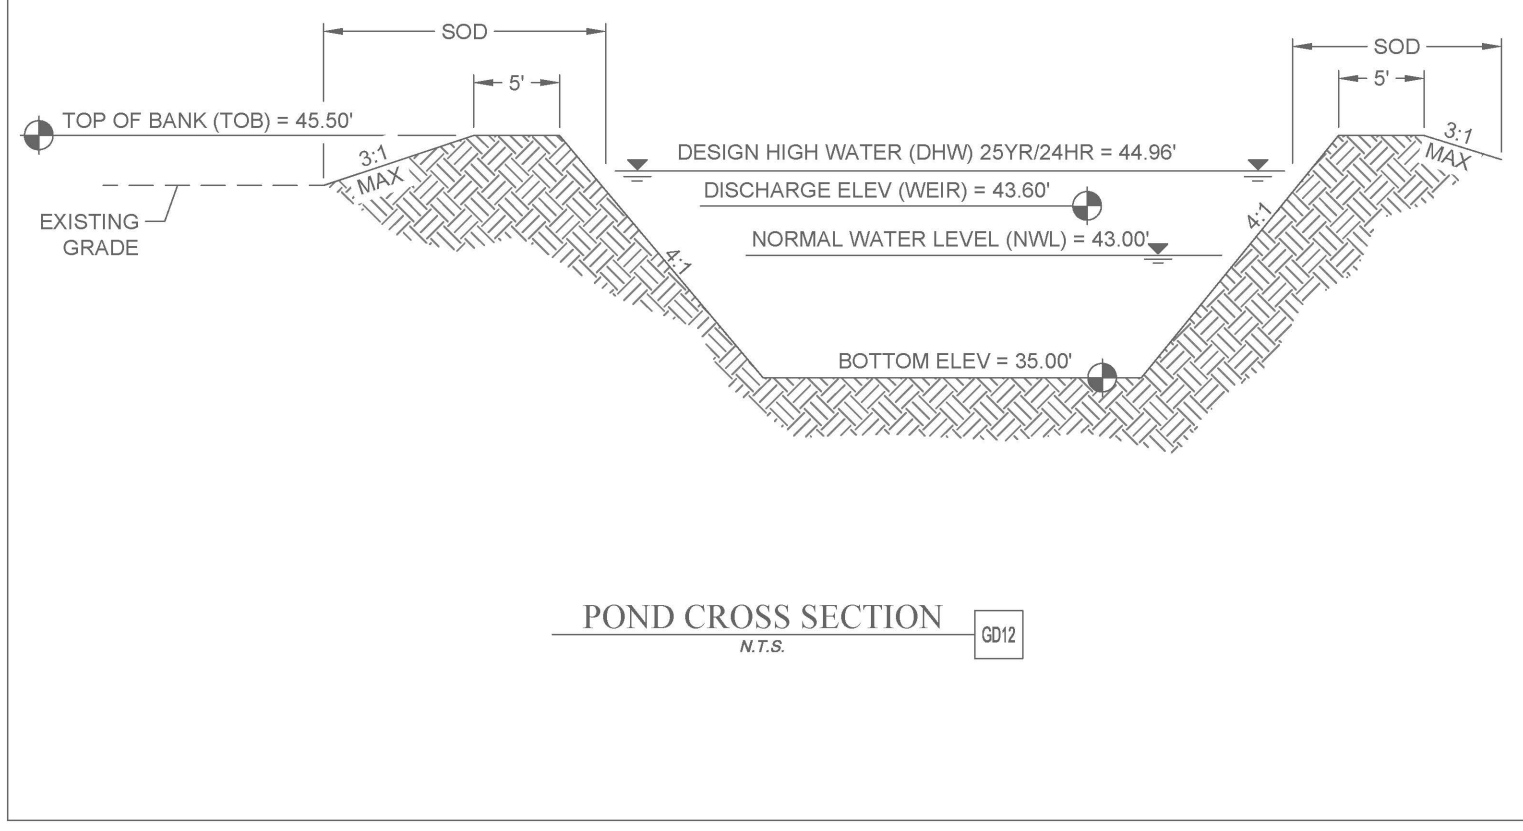 SOD
SOD
5'
5'
TOP OF BANK (TOB) = 45.50'
3:1
MAX
3:1
MAX
DESIGN HIGH WATER (DHW) 25YR/24HR = 44.96'
DISCHARGE ELEV (WEIR) = 43.60'
EXISTING
GRADE
NORMAL WATER LEVEL (NWL) = 43.00'
4:1
4:1
BOTTOM ELEV = 35.00'
POND CROSS SECTION
N.T.S.
GD12